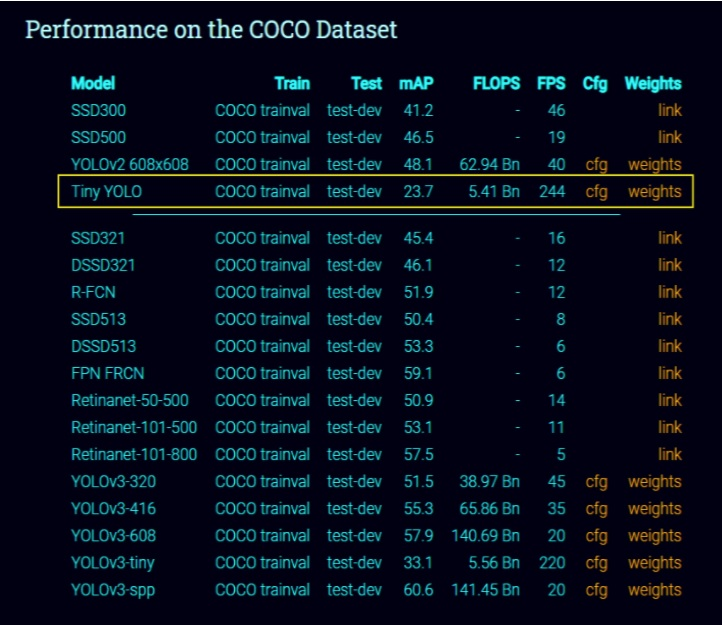 Performance on the COCO Dataset
Model Train Test mAP FLOPS FPS Cfg Weights
SSD300 COCO trainval test-dev 41.2 - 46 link
SSD500 COCO trainval test-dev 46.5 - 19 link
YOLOv2 608x608 COCO trainval test-dev 48.1 62.94 Bn 40 cfg weights
Tiny YOLO COCO trainval test-dev 23.7 5.41 Bn 244 cfg weights
SSD321 COCO trainval test-dev 45.4 - 16 link
DSSD321 COCO trainval test-dev 46.1 - 12 link
R-FCN COCO trainval test-dev 51.9 - 12 link
SSD513 COCO trainval test-dev 50.4 - 8 link
DSSD513 COCO trainval test-dev 53.3 - 6 link
FPN FRCN COCO trainval test-dev 59.1 - 6 link
Retinanet-50-500 COCO trainval test-dev 50.9 - 14 link
Retinanet-101-500 COCO trainval test-dev 53.1 - 11 link
Retinanet-101-800 COCO trainval test-dev 57.5 - 5 link
YOLOv3-320 COCO trainval test-dev 51.5 38.97 Bn 45 cfg weights
YOLOv3-416 COCO trainval test-dev 55.3 65.86 Bn 35 cfg weights
YOLOv3-608 COCO trainval test-dev 57.9 140.69 Bn 20 cfg weights
YOLOv3-tiny COCO trainval test-dev 33.1 5.56 Bn 220 cfg weights
YOLOv3-spp COCO trainval test-dev 60.6 141.45 Bn 20 cfg weights